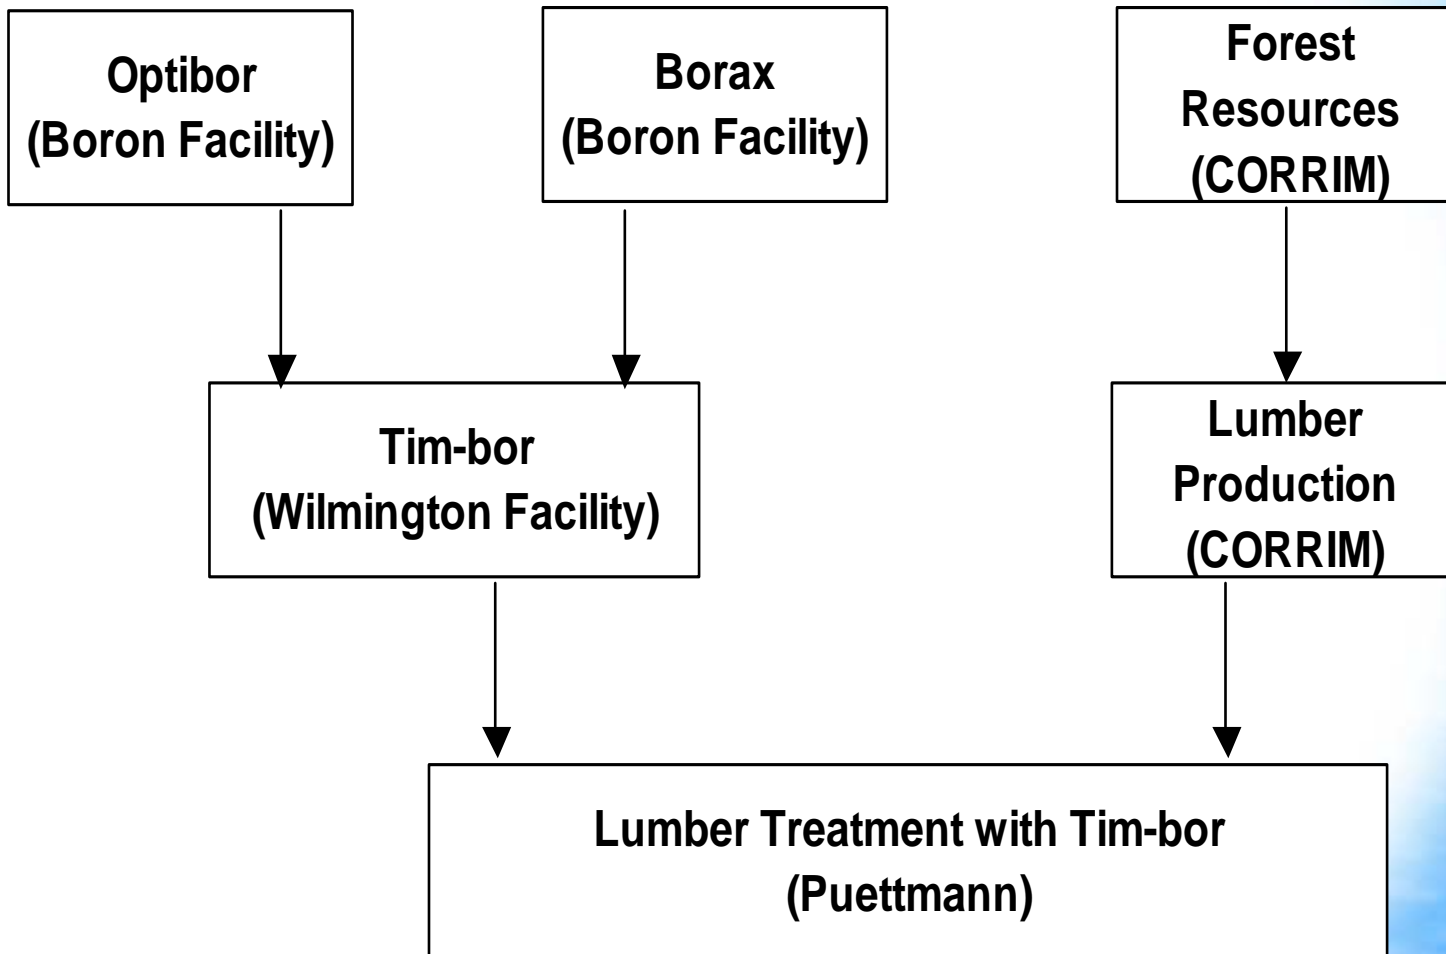 Optibor
(Boron Facility)
Borax
(Boron Facility)
Forest
Resources
(CORRIM)
Tim-bor
(Wilmington Facility)
Lumber
Production
(CORRIM)
Lumber Treatment with Tim-bor
(Puettmann)